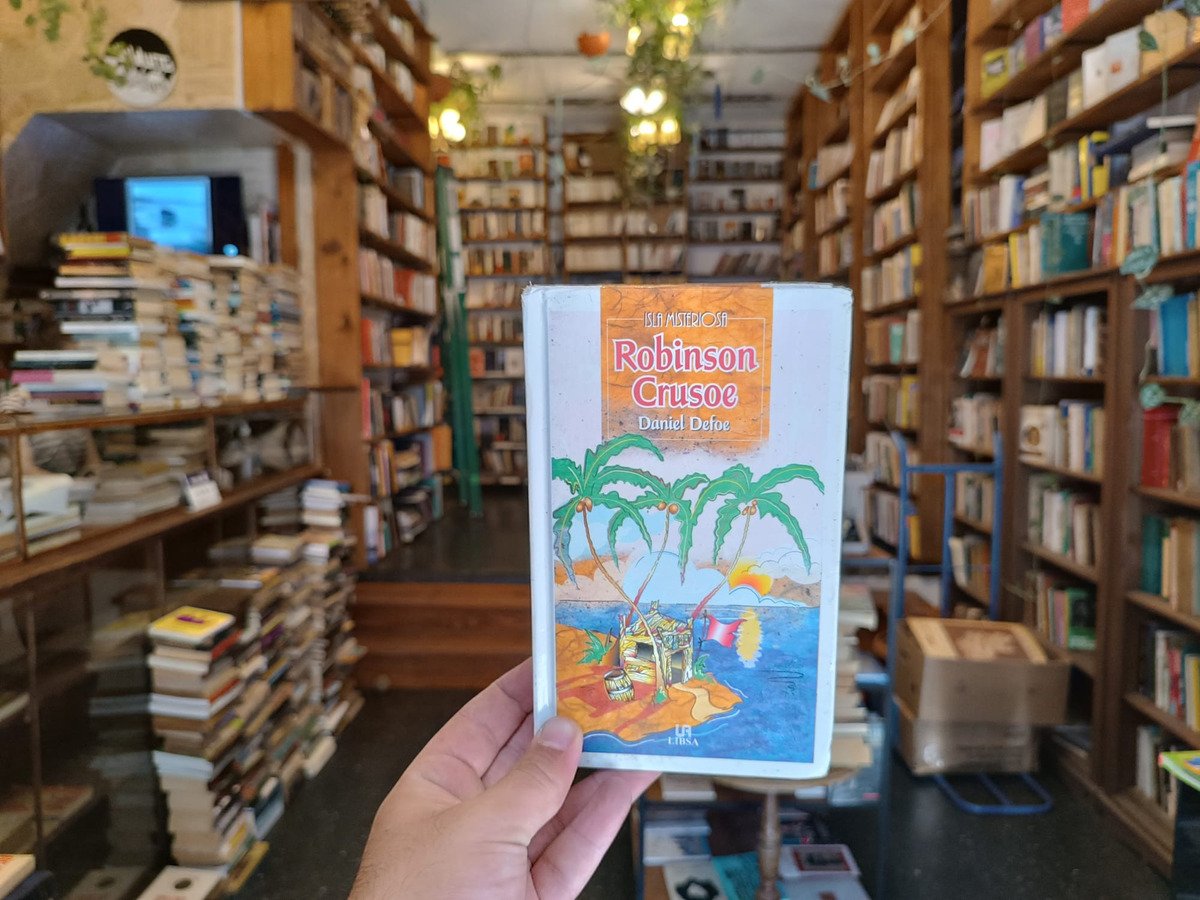 ISLA MISTERIOSA
Robinson
Crusoe
Daniel Defoe
LIBSA